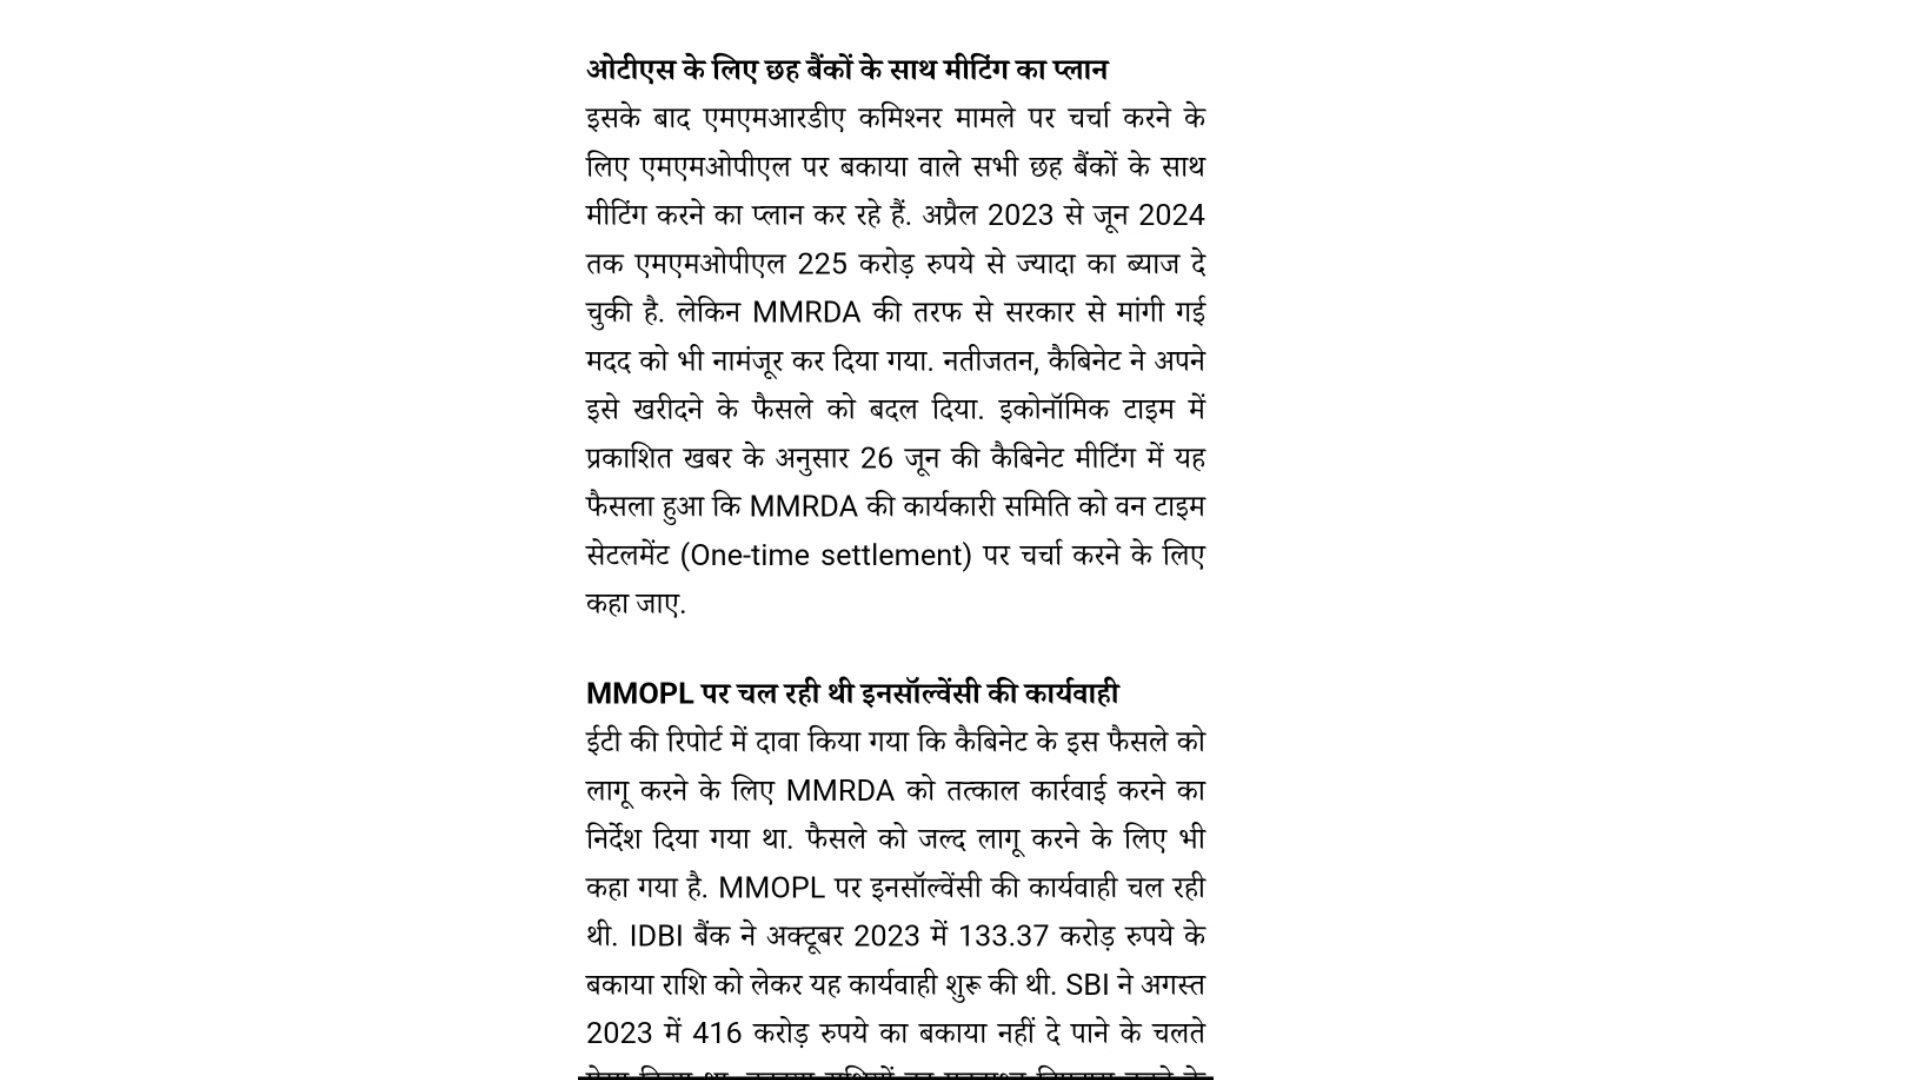 ओटीएस के लिए छह बैंकों के साथ मीटिंग का प्लान
इसके बाद एमएमआरडीए कमिश्नर मामले पर चर्चा करने के
लिए एमएमओपीएल पर बकाया वाले सभी छह बैंकों के साथ
मीटिंग करने का प्लान कर रहे हैं. अप्रैल 2023 से जून 2024
तक एमएमओपीएल 225 करोड़ रुपये से ज्यादा का ब्याज दे
चुकी है. लेकिन MMRDA की तरफ से सरकार से मांगी गई
मदद को भी नामंजूर कर दिया गया. नतीजतन, कैबिनेट ने अपने
इसे खरीदने के फैसले को बदल दिया. इकोनॉमिक टाइम में
प्रकाशित खबर के अनुसार 26 जून की कैबिनेट मीटिंग में यह
फैसला हुआ कि MMRDA की कार्यकारी समिति को वन टाइम
सेटलमेंट (One-time settlement) पर चर्चा करने के लिए
कहा जाए.
MMOPL पर चल रही थी इनसॉल्वेंसी की कार्यवाही
ईटी की रिपोर्ट में दावा किया गया कि कैबिनेट के इस फैसले को
लागू करने के लिए MMRDA को तत्काल कार्रवाई करने का
निर्देश दिया गया था. फैसले को जल्द लागू करने के लिए भी
कहा गया है. MMOPL पर इनसॉल्वेंसी की कार्यवाही चल रही
थी. IDBI बैंक ने अक्टूबर 2023 में 133.37 करोड़ रुपये के
बकाया राशि को लेकर यह कार्यवाही शुरू की थी. SBI ने अगस्त
2023 में 416 करोड़ रुपये का बकाया नहीं दे पाने के चलते